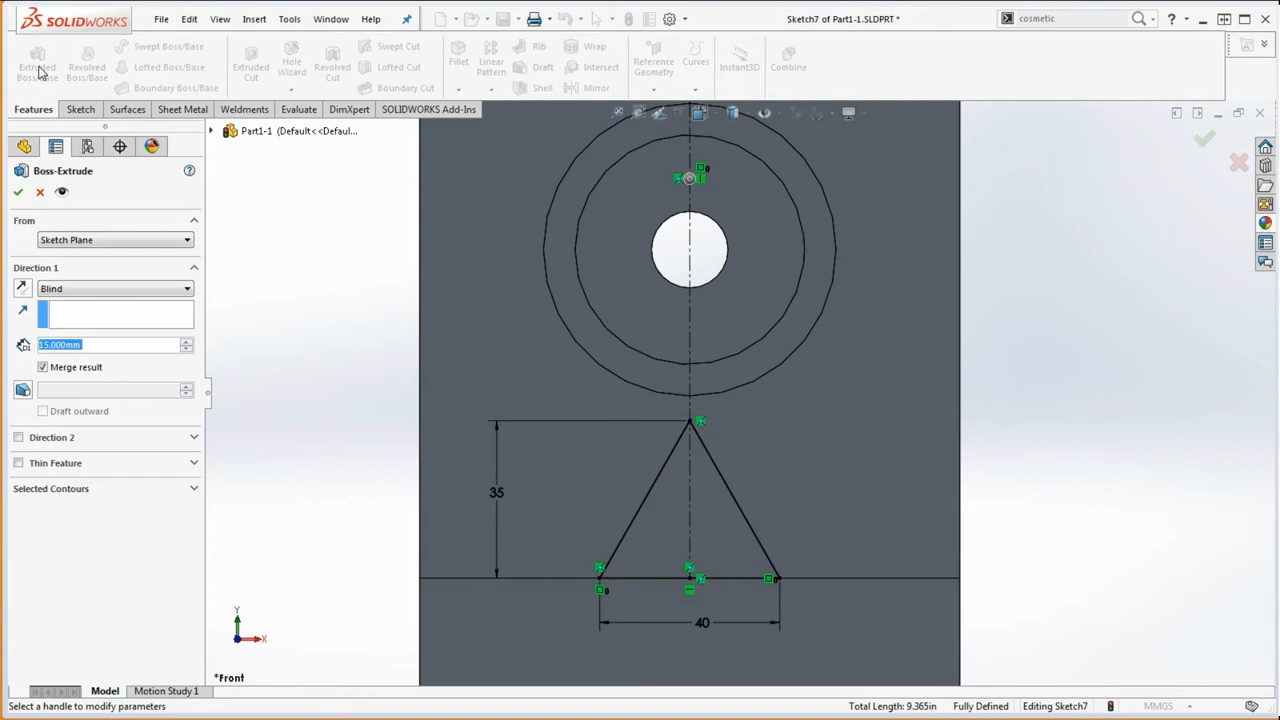 SOLIDWORKS File Edit View Insert Tools Window Help Sketch7 of Part1-1.SLDPRT * cosmetic
Extruded Boss/Base
Revolved Boss/Base
Swept Boss/Base
Lofted Boss/Base
Boundary Boss/Base
Extruded Cut
Hole Wizard
Revolved Cut
Swept Cut
Lofted Cut
Boundary Cut
Fillet
Linear Pattern
Rib
Draft
Shell
Wrap
Intersect
Mirror
Reference Geometry
Curves
Instant3D
Combine
Features Sketch Surfaces Sheet Metal Weldments Evaluate DimXpert SOLIDWORKS Add-Ins
Part1-1 (Default<<Defaul...
Boss-Extrude
From
Sketch Plane
Direction 1
Blind
15.000mm
Merge result
Draft outward
Direction 2
Thin Feature
Selected Contours
35
40
Y
X
*Front
Model Motion Study 1
Select a handle to modify parameters Total Length: 9.365in Fully Defined Editing Sketch7 MMGS